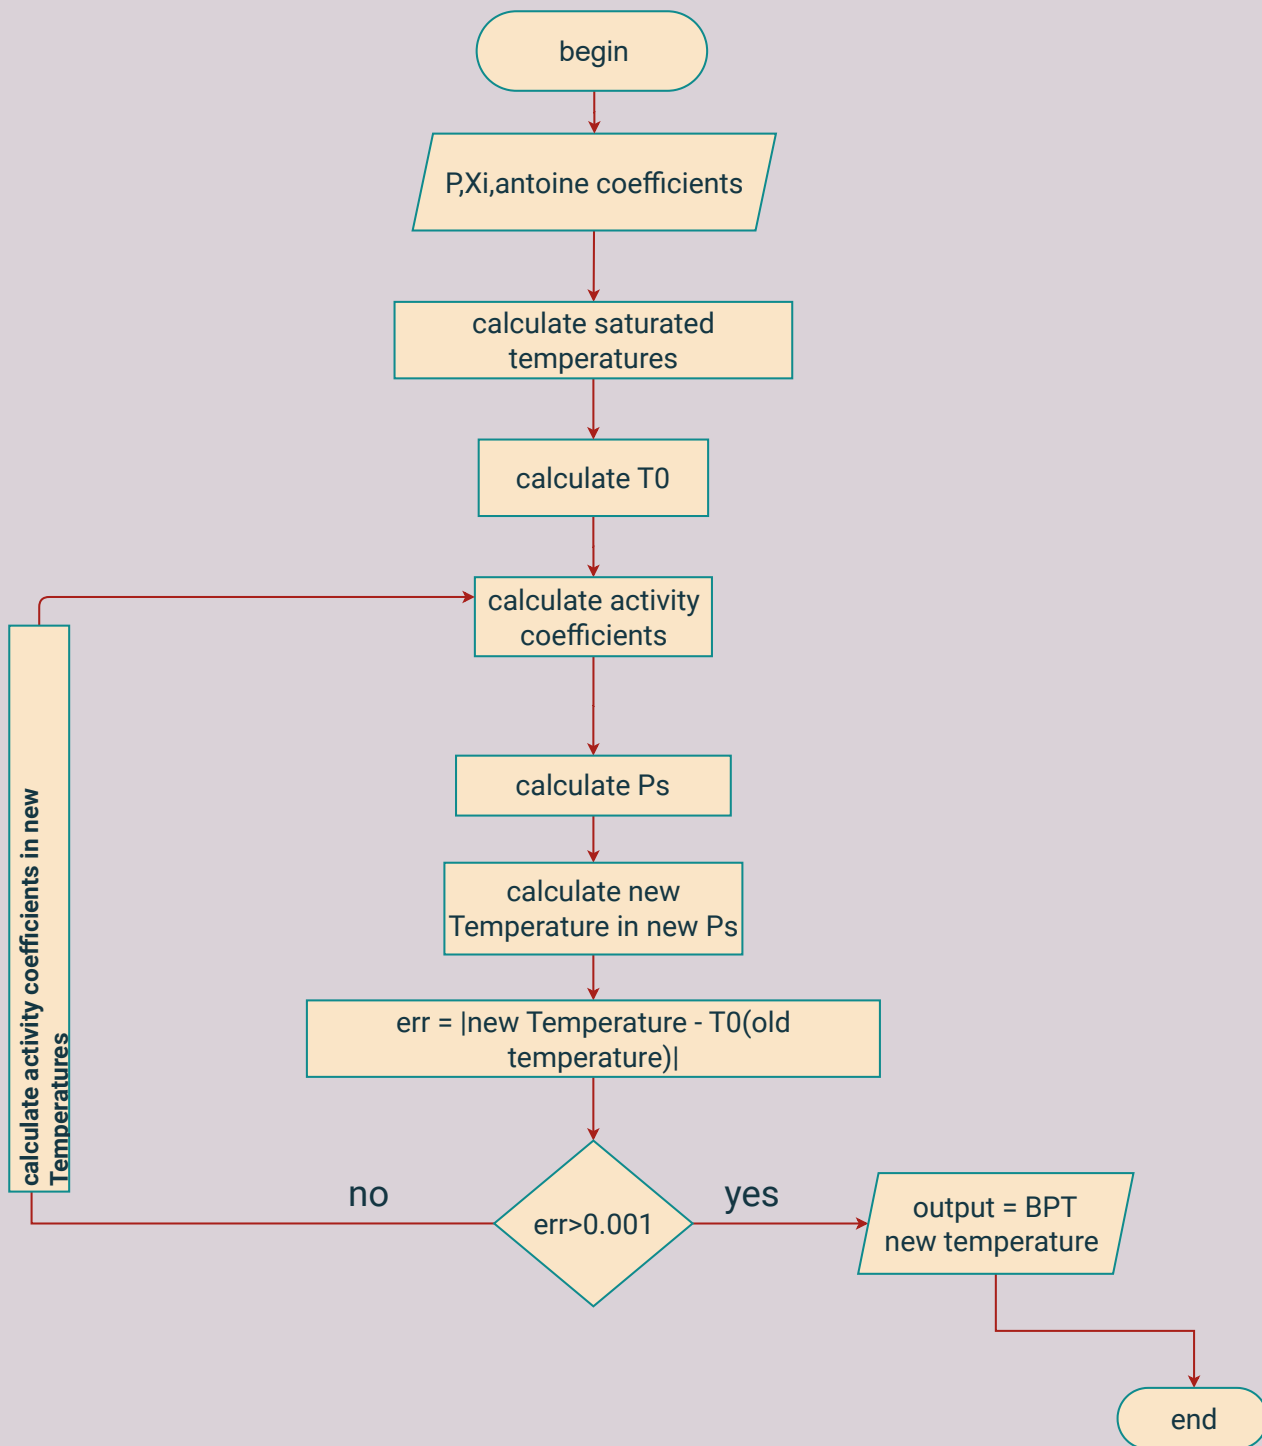 begin
P,Xi,antoine coefficients
calculate saturated
temperatures
calculate T0
calculate activity
coefficients
calculate Ps
calculate new
Temperature in new Ps
err = |new Temperature - T0(old
temperature)|
err>0.001
no
yes
calculate activity coefficients in new
Temperatures
output = BPT
new temperature
end